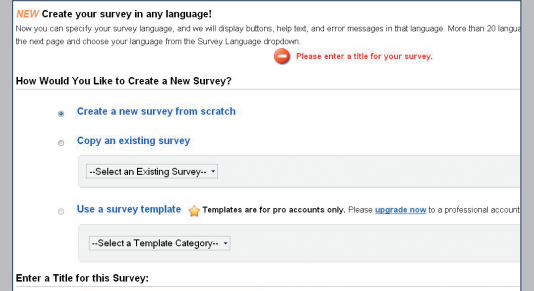 NEW Create your survey in any language!
Now you can specify your survey language, and we will display buttons, help text, and error messages in that language. More than 20
the next page and choose your language from the Survey Language dropdown.
Please enter a title for your survey.
How Would You Like to Create a New Survey?
Create a new survey from scratch
Copy an existing survey
--Select an Existing Survey--
Use a survey template Templates are for pro accounts only. Please upgrade now to a professional account
--Select a Template Category--
Enter a Title for this Survey: